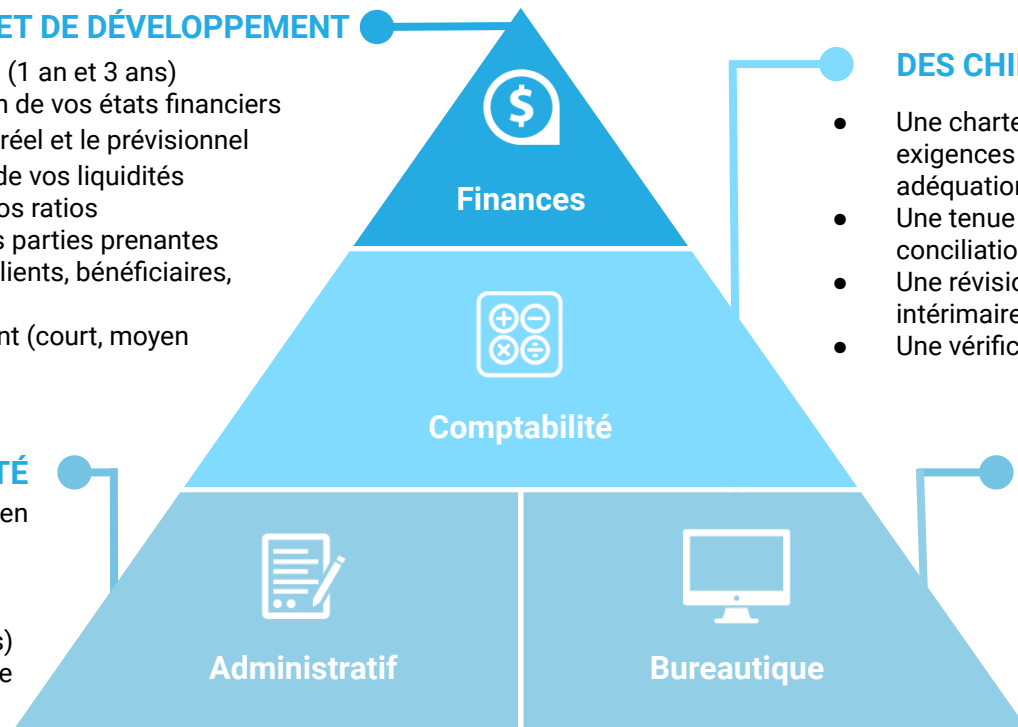 ET DE DÉVELOPPEMENT
(1 an et 3 ans)
de vos états financiers
réel et le prévisionnel
de vos liquidités
os ratios
s parties prenantes
lients, bénéficiaires,
nt (court, moyen
DES CHI
● Une charte
exigences
adéquation
● Une tenue
conciliatio
● Une révisio
intérimaire
● Une vérific
$
Finances
Comptabilité
TÉ
en
s)
e
Administratif
Bureautique